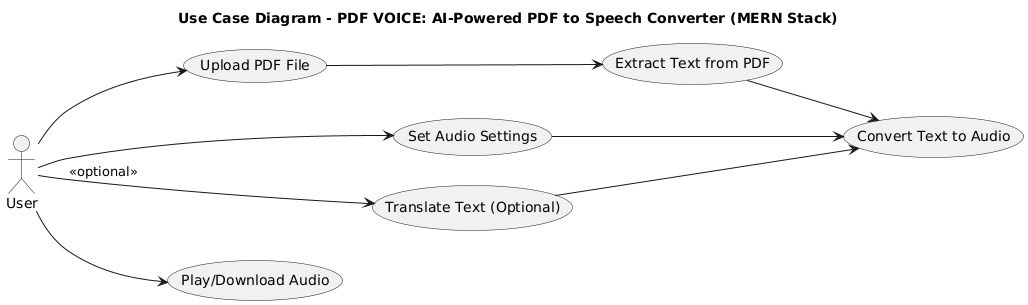 Use Case Diagram - PDF VOICE: AI-Powered PDF to Speech Converter (MERN Stack)
Upload PDF File
Extract Text from PDF
Set Audio Settings
Convert Text to Audio
«optional»
User
Translate Text (Optional)
Play/Download Audio